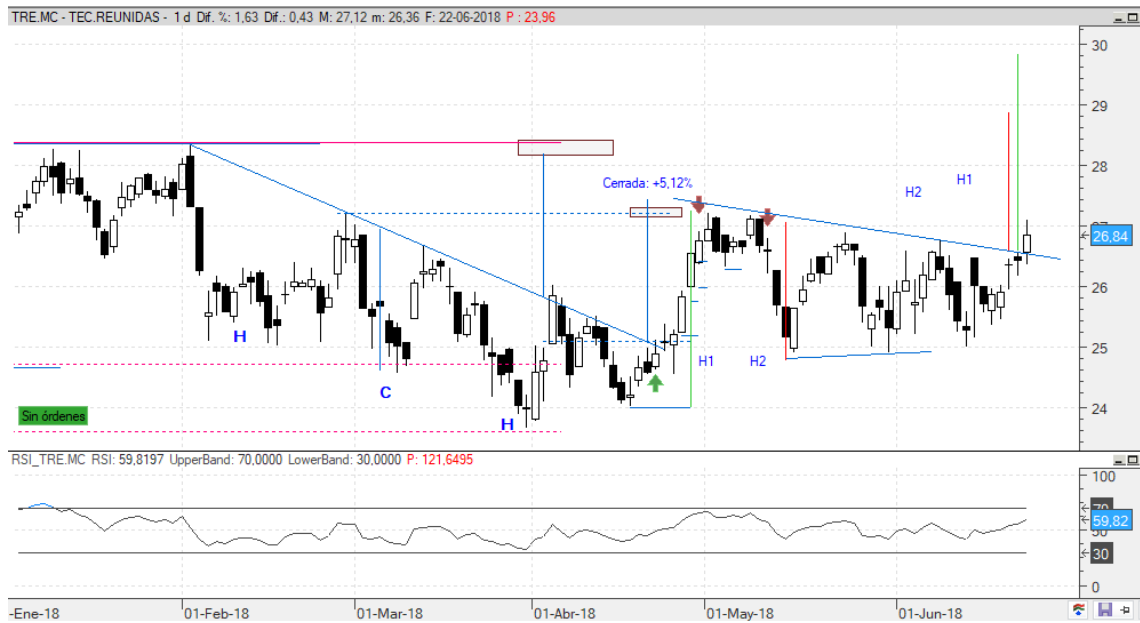 TRE.MC - TEC.REUNIDAS - 1 d Dif. %: 1,63 Dif.: 0,43 M: 27,12 m: 26,36 F: 22-06-2018 P : 23,96
30
29
28
Cerrada: +5,12%
H2
H1
27
26,84
26
H
H1
H2
25
C
Sin órdenes
H
24
RSI_TRE.MC RSI: 59,8197 UpperBand: 70,0000 LowerBand: 30,0000 P: 121,6495
100
70
59,82
50
30
0
-Ene-18 01-Feb-18 01-Mar-18 01-Abr-18 01-May-18 01-Jun-18